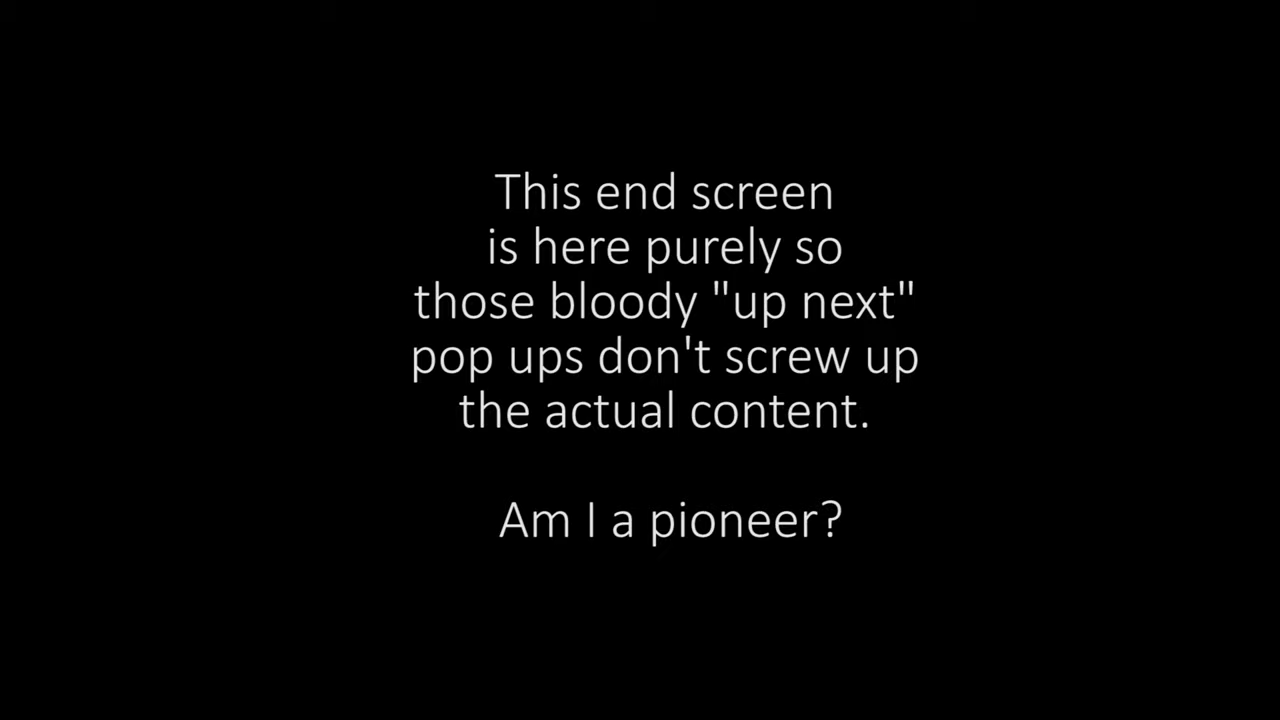 This end screen
is here purely so
those bloody "up next"
pop ups don't screw up
the actual content.
Am I a pioneer?